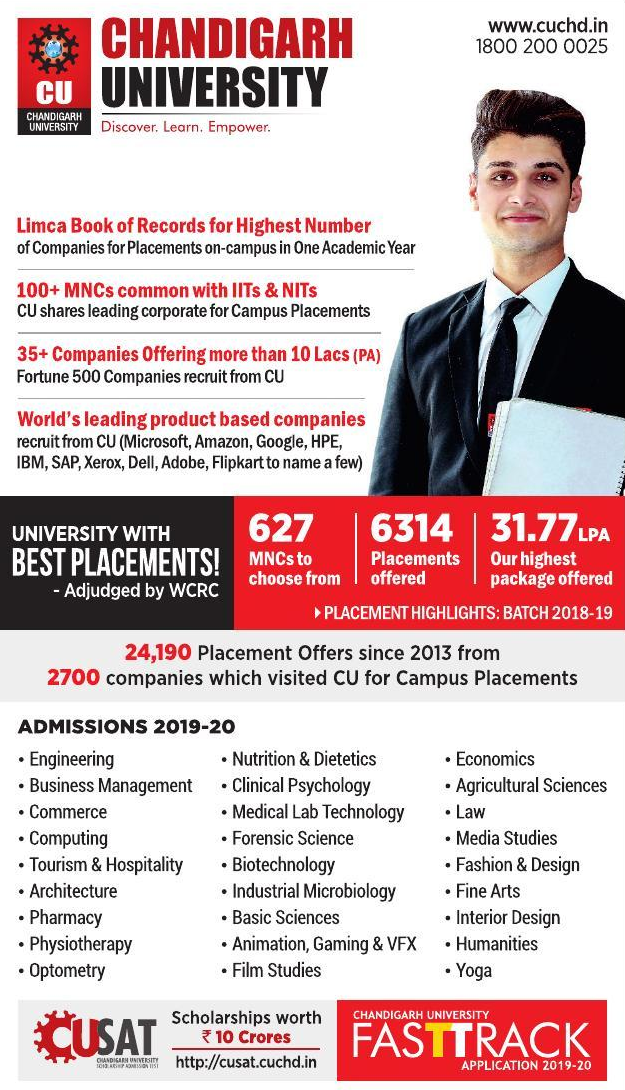 CU
CHANDIGARH
UNIVERSITY
CHANDIGARH
UNIVERSITY
Discover. Learn. Empower.
www.cuchd.in
1800 200 0025
Limca Book of Records for Highest Number
of Companies for Placements on-campus in One Academic Year
100+ MNCs common with IITs & NITs
CU shares leading corporate for Campus Placements
35+ Companies Offering more than 10 Lacs (PA)
Fortune 500 Companies recruit from CU
World's leading product based companies
recruit from CU (Microsoft, Amazon, Google, HPE,
IBM, SAP, Xerox, Dell, Adobe, Flipkart to name a few)
UNIVERSITY WITH
BEST PLACEMENTS!
- Adjudged by WCRC
627
MNCs to
choose from
6314
Placements
offered
31.77 LPA
Our highest
package offered
PLACEMENT HIGHLIGHTS: BATCH 2018-19
24,190 Placement Offers since 2013 from
2700 companies which visited CU for Campus Placements
ADMISSIONS 2019-20
• Engineering
• Business Management
• Commerce
• Computing
• Tourism & Hospitality
• Architecture
• Pharmacy
• Physiotherapy
• Optometry
• Nutrition & Dietetics
• Clinical Psychology
• Medical Lab Technology
• Forensic Science
• Biotechnology
• Industrial Microbiology
• Basic Sciences
• Animation, Gaming & VFX
• Film Studies
• Economics
• Agricultural Sciences
• Law
• Media Studies
• Fashion & Design
• Fine Arts
• Interior Design
• Humanities
• Yoga
CUSAT
CHANDIGARH UNIVERSITY
SCHOLARSHIP ADMISSION TEST
Scholarships worth
₹ 10 Crores
http://cusat.cuchd.in
CHANDIGARH UNIVERSITY
FASTTRACK
APPLICATION 2019-20